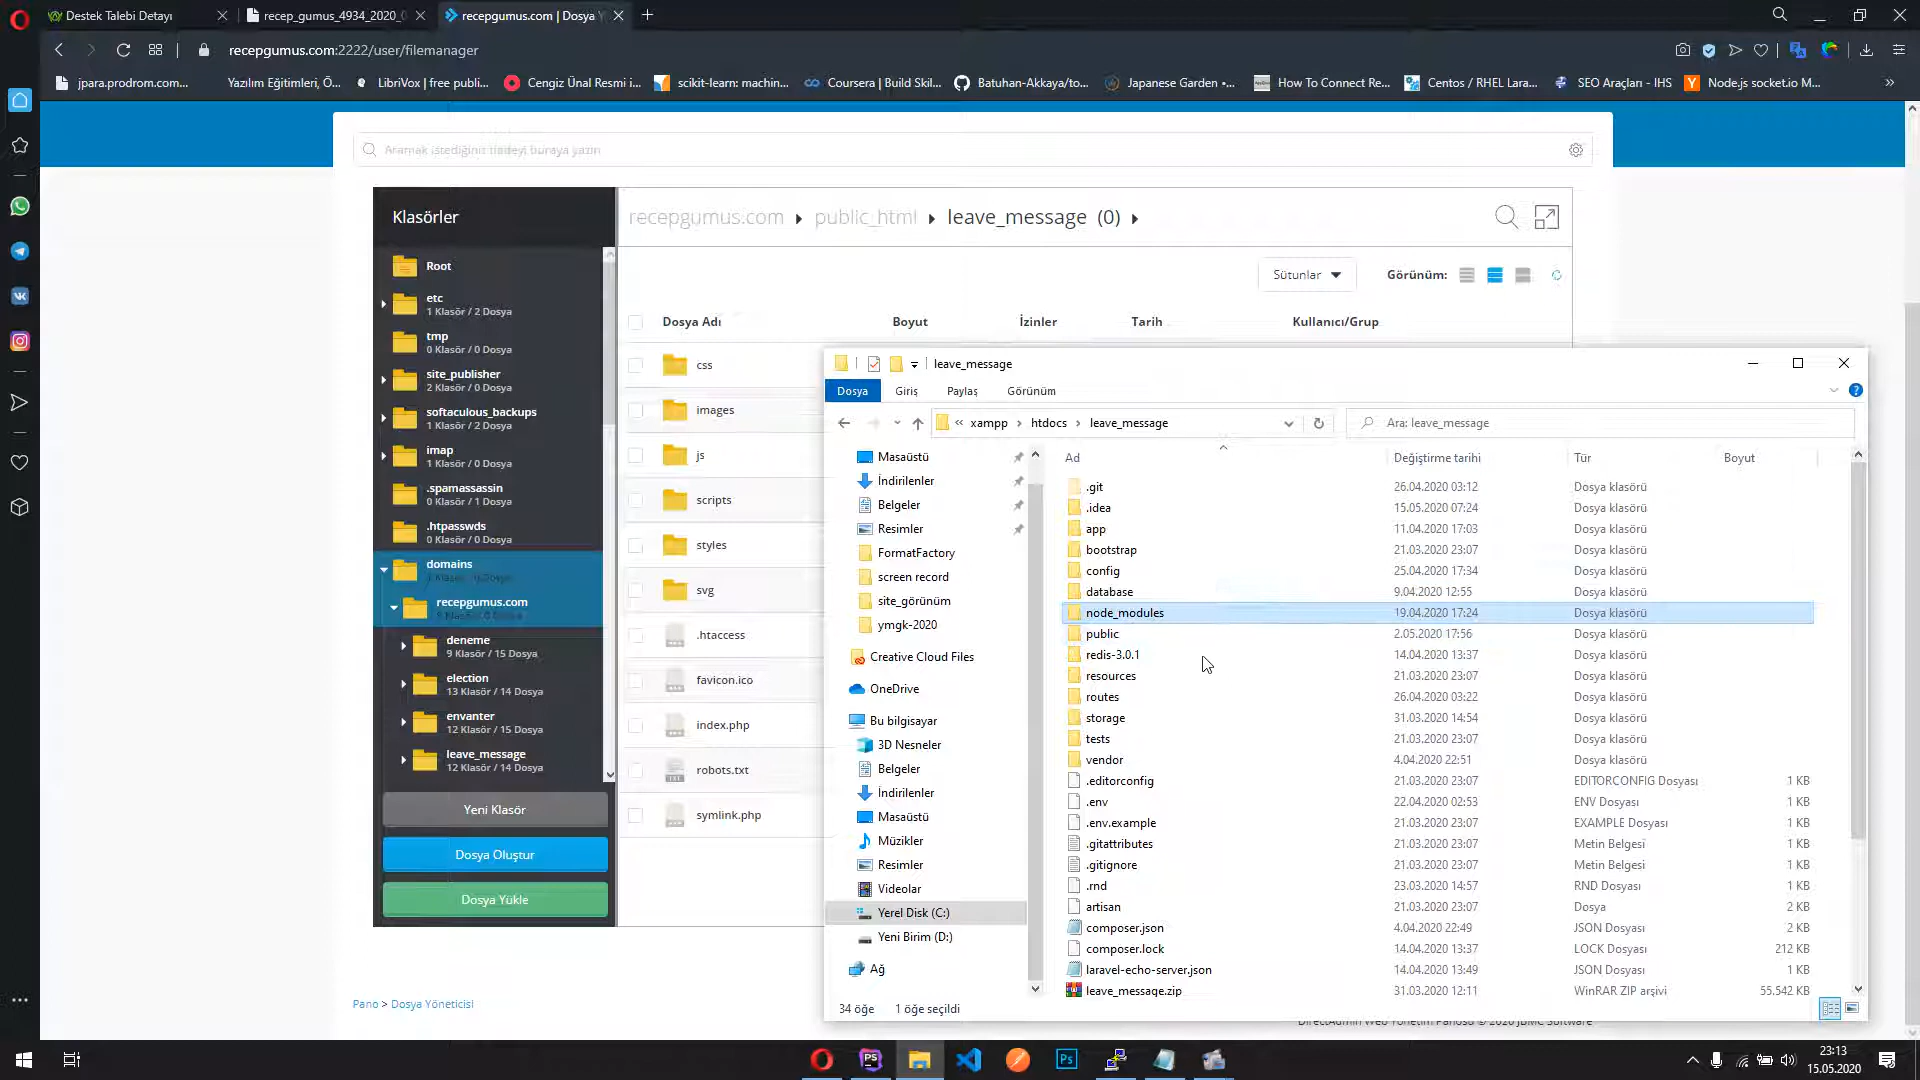 Destek Talebi Detayı
recep_gumus_4934_2020_0
recepgumus.com | Dosya Y
recepgumus.com:2222/user/filemanager
jpara.prodrom.com...
Yazılım Eğitimleri, Ö...
LibriVox | free publi...
Cengiz Ünal Resmi i...
scikit-learn: machin...
Coursera | Build Skil...
Batuhan-Akkaya/to...
Japanese Garden •...
How To Connect Re...
Centos / RHEL Lara...
SEO Araçları - IHS
Node.js socket.io M...
Aramak istediğiniz ifadeyi buraya yazın
Klasörler
recepgumus.com
public_html
leave_message (0)
Root
etc
1 Klasör / 2 Dosya
tmp
0 Klasör / 0 Dosya
site_publisher
2 Klasör / 0 Dosya
softaculous_backups
1 Klasör / 2 Dosya
imap
1 Klasör / 0 Dosya
.spamassassin
0 Klasör / 1 Dosya
.htpasswds
0 Klasör / 0 Dosya
domains
recepgumus.com
deneme
9 Klasör / 15 Dosya
election
13 Klasör / 14 Dosya
envanter
12 Klasör / 15 Dosya
leave_message
12 Klasör / 14 Dosya
Yeni Klasör
Dosya Oluştur
Dosya Yükle
Sütunlar
Görünüm:
Dosya Adı
Boyut
İzinler
Tarih
Kullanıcı/Grup
css
images
js
scripts
styles
svg
.htaccess
favicon.ico
index.php
robots.txt
symlink.php
Pano > Dosya Yöneticisi
DirectAdmin Web Yönetim Panosu © 2020 JBMC Software
leave_message
Dosya
Giriş
Paylaş
Görünüm
« xampp › htdocs › leave_message
Ara: leave_message
Masaüstü
İndirilenler
Belgeler
Resimler
FormatFactory
screen record
site_görünüm
ymgk-2020
Creative Cloud Files
OneDrive
Bu bilgisayar
3D Nesneler
Belgeler
İndirilenler
Masaüstü
Müzikler
Resimler
Videolar
Yerel Disk (C:)
Yeni Birim (D:)
Ağ
Ad Değiştirme tarihi Tür Boyut
.git 26.04.2020 03:12 Dosya klasörü
.idea 15.05.2020 07:24 Dosya klasörü
app 11.04.2020 17:03 Dosya klasörü
bootstrap 21.03.2020 23:07 Dosya klasörü
config 25.04.2020 17:34 Dosya klasörü
database 9.04.2020 12:55 Dosya klasörü
node_modules 19.04.2020 17:24 Dosya klasörü
public 2.05.2020 17:56 Dosya klasörü
redis-3.0.1 14.04.2020 13:37 Dosya klasörü
resources 21.03.2020 23:07 Dosya klasörü
routes 26.04.2020 03:22 Dosya klasörü
storage 31.03.2020 14:54 Dosya klasörü
tests 21.03.2020 23:07 Dosya klasörü
vendor 4.04.2020 22:51 Dosya klasörü
.editorconfig 21.03.2020 23:07 EDITORCONFIG Dosyası 1 KB
.env 22.04.2020 02:53 ENV Dosyası 1 KB
.env.example 21.03.2020 23:07 EXAMPLE Dosyası 1 KB
.gitattributes 21.03.2020 23:07 Metin Belgesi 1 KB
.gitignore 21.03.2020 23:07 Metin Belgesi 1 KB
.rnd 23.03.2020 14:57 RND Dosyası 1 KB
artisan 21.03.2020 23:07 Dosya 2 KB
composer.json 4.04.2020 22:49 JSON Dosyası 2 KB
composer.lock 14.04.2020 13:37 LOCK Dosyası 212 KB
laravel-echo-server.json 14.04.2020 13:49 JSON Dosyası 1 KB
leave_message.zip 31.03.2020 12:11 WinRAR ZIP arşivi 55.542 KB
34 öğe
1 öğe seçildi
23:13
15.05.2020